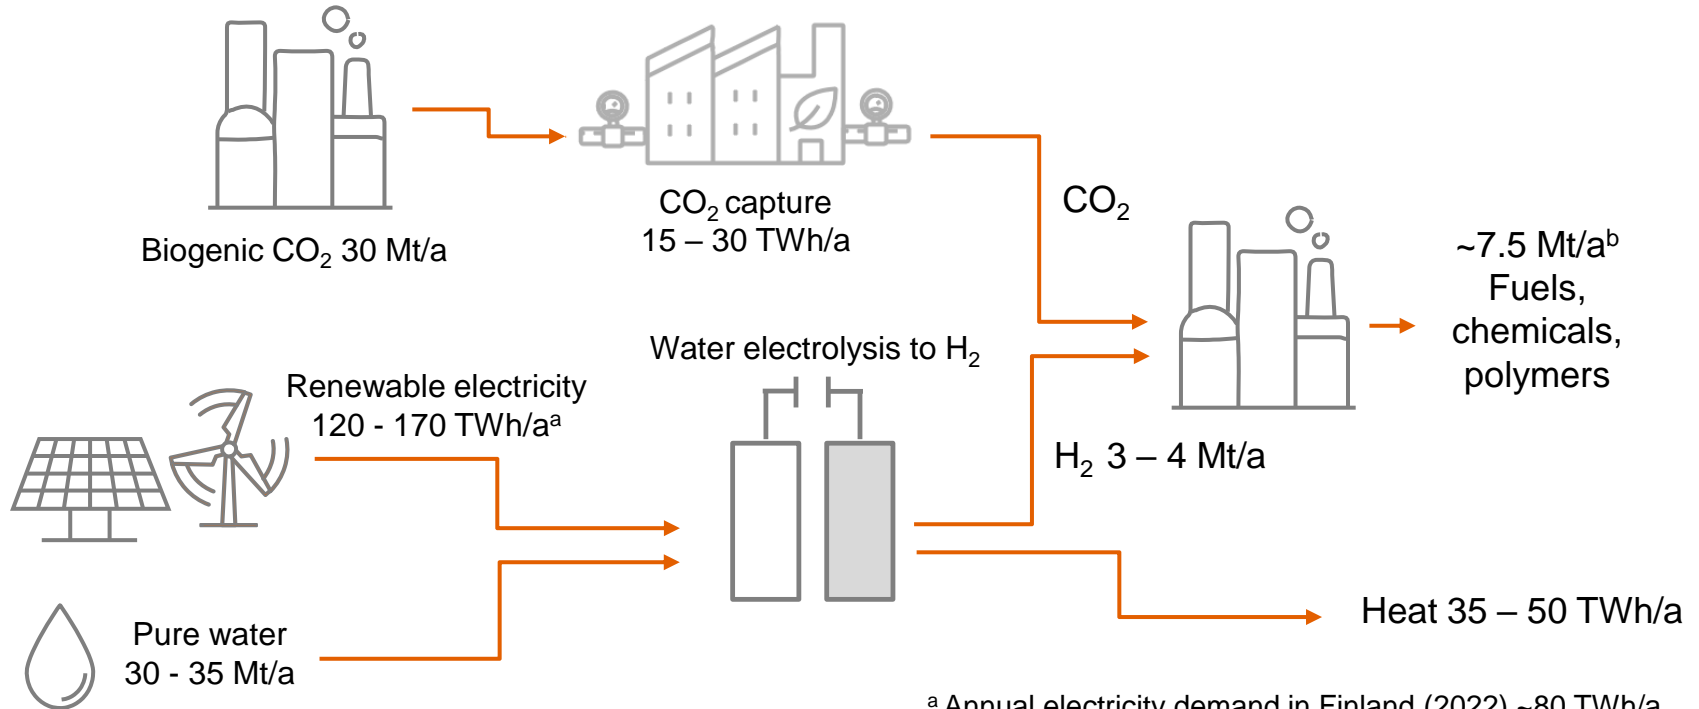 Biogenic CO₂ 30 Mt/a
CO₂ capture
15 – 30 TWh/a
CO₂
~7.5 Mt/aᵇ
Fuels,
chemicals,
polymers
Water electrolysis to H₂
Renewable electricity
120 - 170 TWh/aᵃ
H₂ 3 – 4 Mt/a
Heat 35 – 50 TWh/a
Pure water
30 - 35 Mt/a
ᵃ Annual electricity demand in Finland (2022) ~80 TWh/a